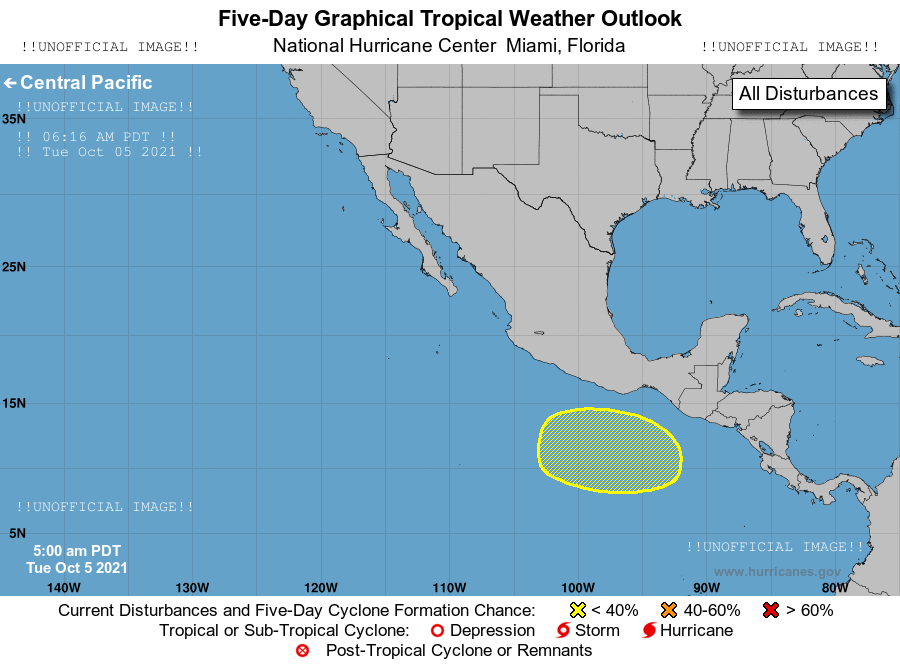 Five-Day Graphical Tropical Weather Outlook
!!UNOFFICIAL IMAGE!! National Hurricane Center  Miami, Florida !!UNOFFICIAL IMAGE!!
← Central Pacific
All Disturbances
!!UNOFFICIAL IMAGE!!
35N
!! 06:16 AM PDT !!
!! Tue Oct 05 2021 !!
25N
15N
!!UNOFFICIAL IMAGE!!
5N
5:00 am PDT
!!UNOFFICIAL IMAGE!!
Tue Oct 5 2021
www.hurricanes.gov
140W 130W 120W 110W 100W 90W 80W
Current Disturbances and Five-Day Cyclone Formation Chance: < 40% 40-60% > 60%
Tropical or Sub-Tropical Cyclone: Depression Storm Hurricane
Post-Tropical Cyclone or Remnants